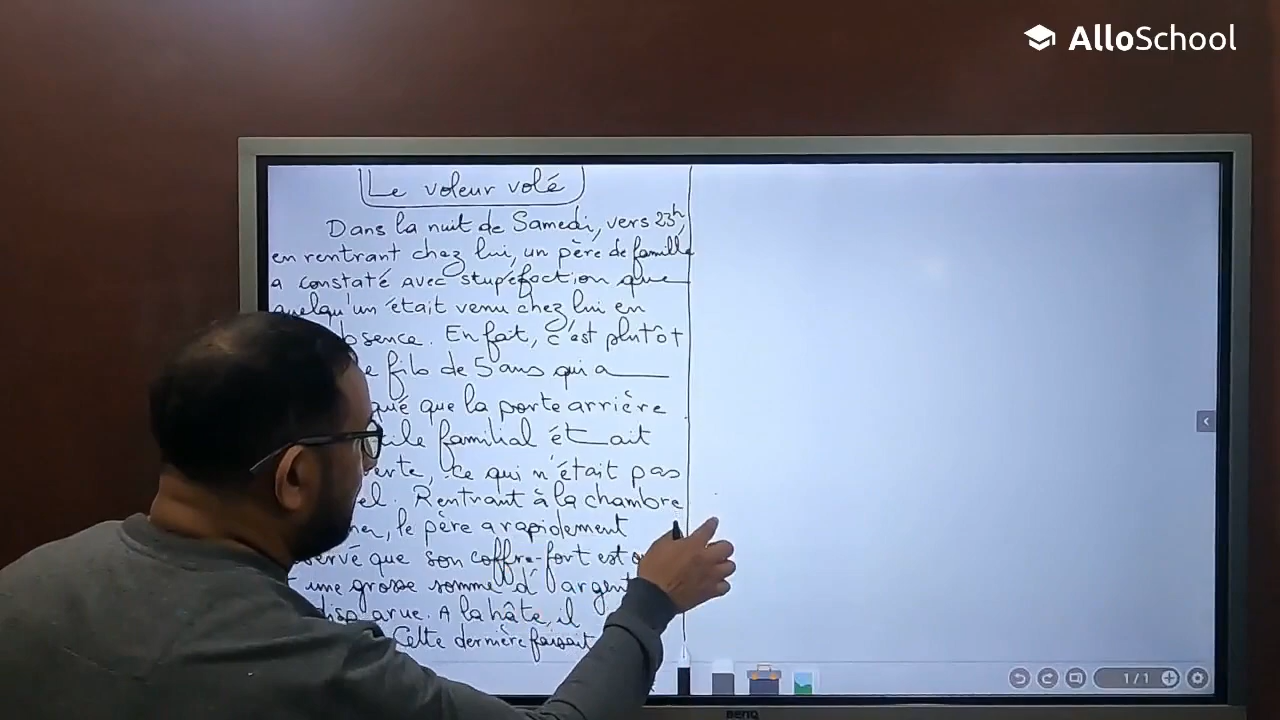 AlloSchool
Le voleur volé
Dans la nuit de Samedi, vers 23h,
en rentrant chez lui, un père de famille
a constaté avec stupéfaction que
quelqu'un était venu chez lui en
absence. En fait, c'est plutôt
fils de 5 ans qui a
que la porte arrière
familial était
ce qui n'était pas
Rentrant à la chambre
le père a rapidement
que son coffre-fort est
une grosse somme d'argent
disparue. A la hâte, il
Cette dernière faisait
1/1
BenQ